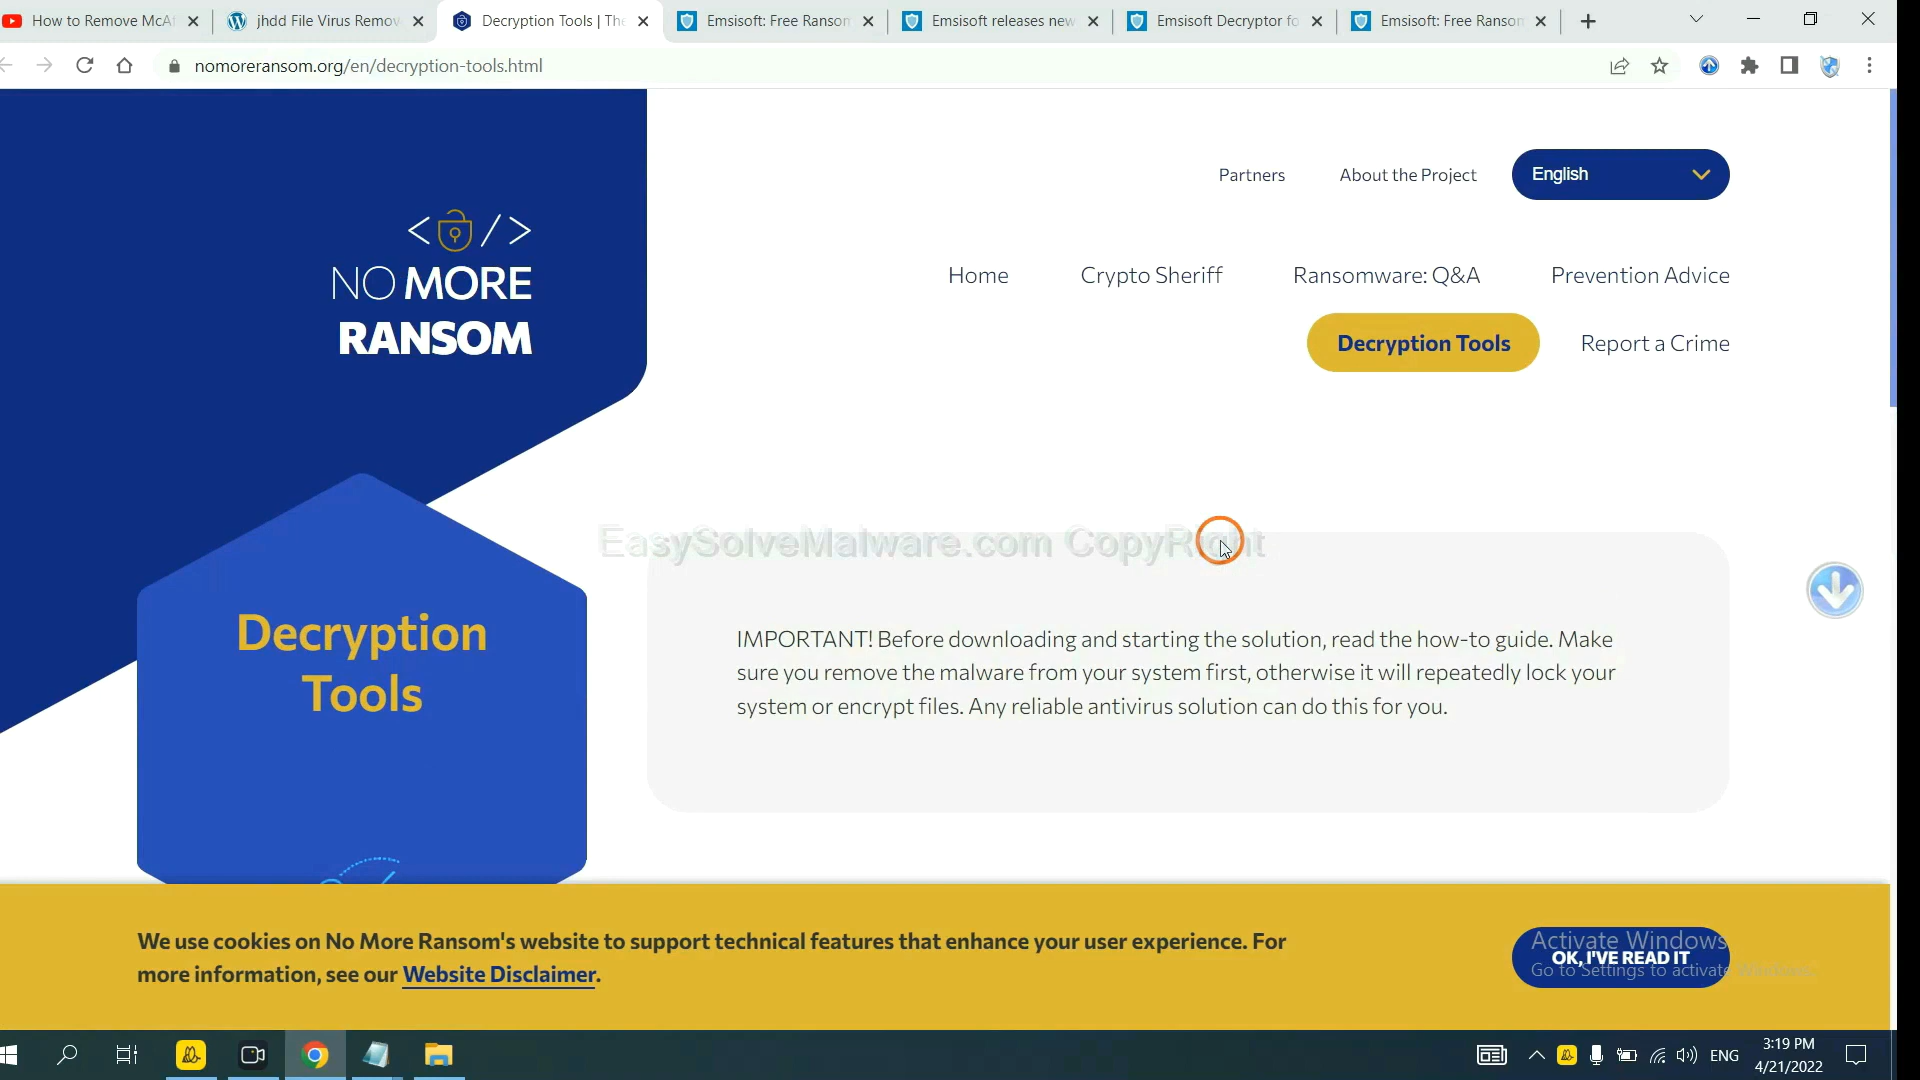 How to Remove McAf
jhdd File Virus Remov
Decryption Tools | The
Emsisoft: Free Ransom
Emsisoft releases new
Emsisoft Decryptor fo
Emsisoft: Free Ransom
nomoreransom.org/en/decryption-tools.html
Partners
About the Project
English
NO MORE
RANSOM
Home
Crypto Sheriff
Ransomware: Q&A
Prevention Advice
Decryption Tools
Report a Crime
EasySolveMalware.com CopyRight
Decryption
Tools
IMPORTANT! Before downloading and starting the solution, read the how-to guide. Make
sure you remove the malware from your system first, otherwise it will repeatedly lock your
system or encrypt files. Any reliable antivirus solution can do this for you.
We use cookies on No More Ransom's website to support technical features that enhance your user experience. For
more information, see our Website Disclaimer.
Activate Windows
OK, I'VE READ IT
Go to Settings to activate Windows.
ENG
3:19 PM
4/21/2022